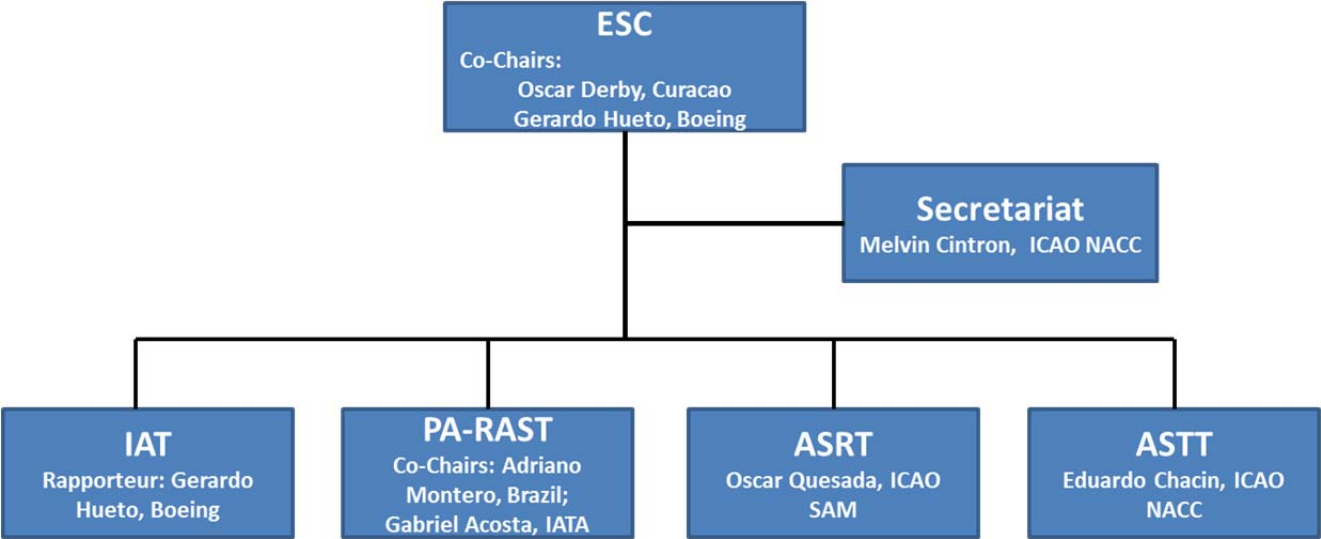 ESC
Co-Chairs:
Oscar Derby, Curacao
Gerardo Hueto, Boeing
Secretariat
Melvin Cintron, ICAO NACC
IAT
Rapporteur: Gerardo
Hueto, Boeing
PA-RAST
Co-Chairs: Adriano
Montero, Brazil;
Gabriel Acosta, IATA
ASRT
Oscar Quesada, ICAO
SAM
ASTT
Eduardo Chacin, ICAO
NACC